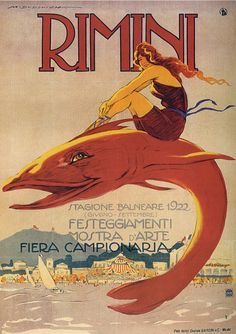 RIMINI
STAGIONE BALNEARE 1922
(GIUGNO - SETTEMBRE)
FESTEGGIAMENTI
MOSTRA D'ARTE
FIERA CAMPIONARIA